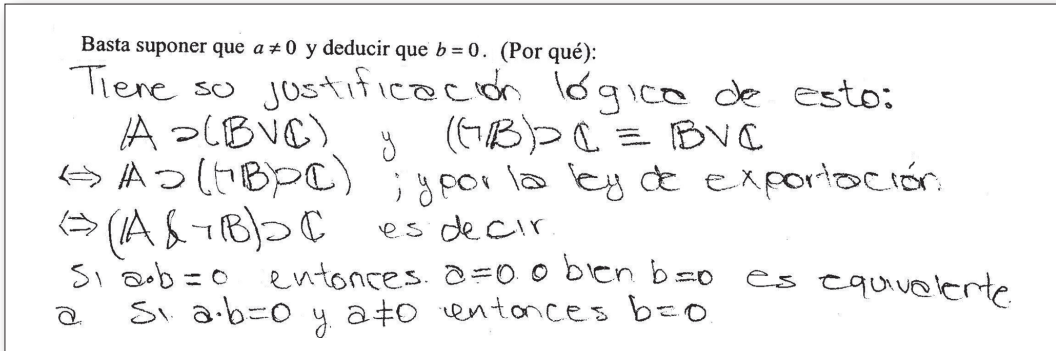 Basta suponer que a ≠ 0 y deducir que b = 0. (Por qué):
Tiene su justificación lógica de esto:
𝔸 ⊃ (𝔹 ∨ ℂ) y ((¬𝔹) ⊃ ℂ ≡ 𝔹 ∨ ℂ
⇔ 𝔸 ⊃ ((¬𝔹) ⊃ ℂ) ; y por la ley de exportación
⇔ (𝔸 & ¬𝔹) ⊃ ℂ es decir
Si a·b = 0 entonces a = 0 o bien b = 0 es equivalente
a Si a·b = 0 y a ≠ 0 entonces b = 0